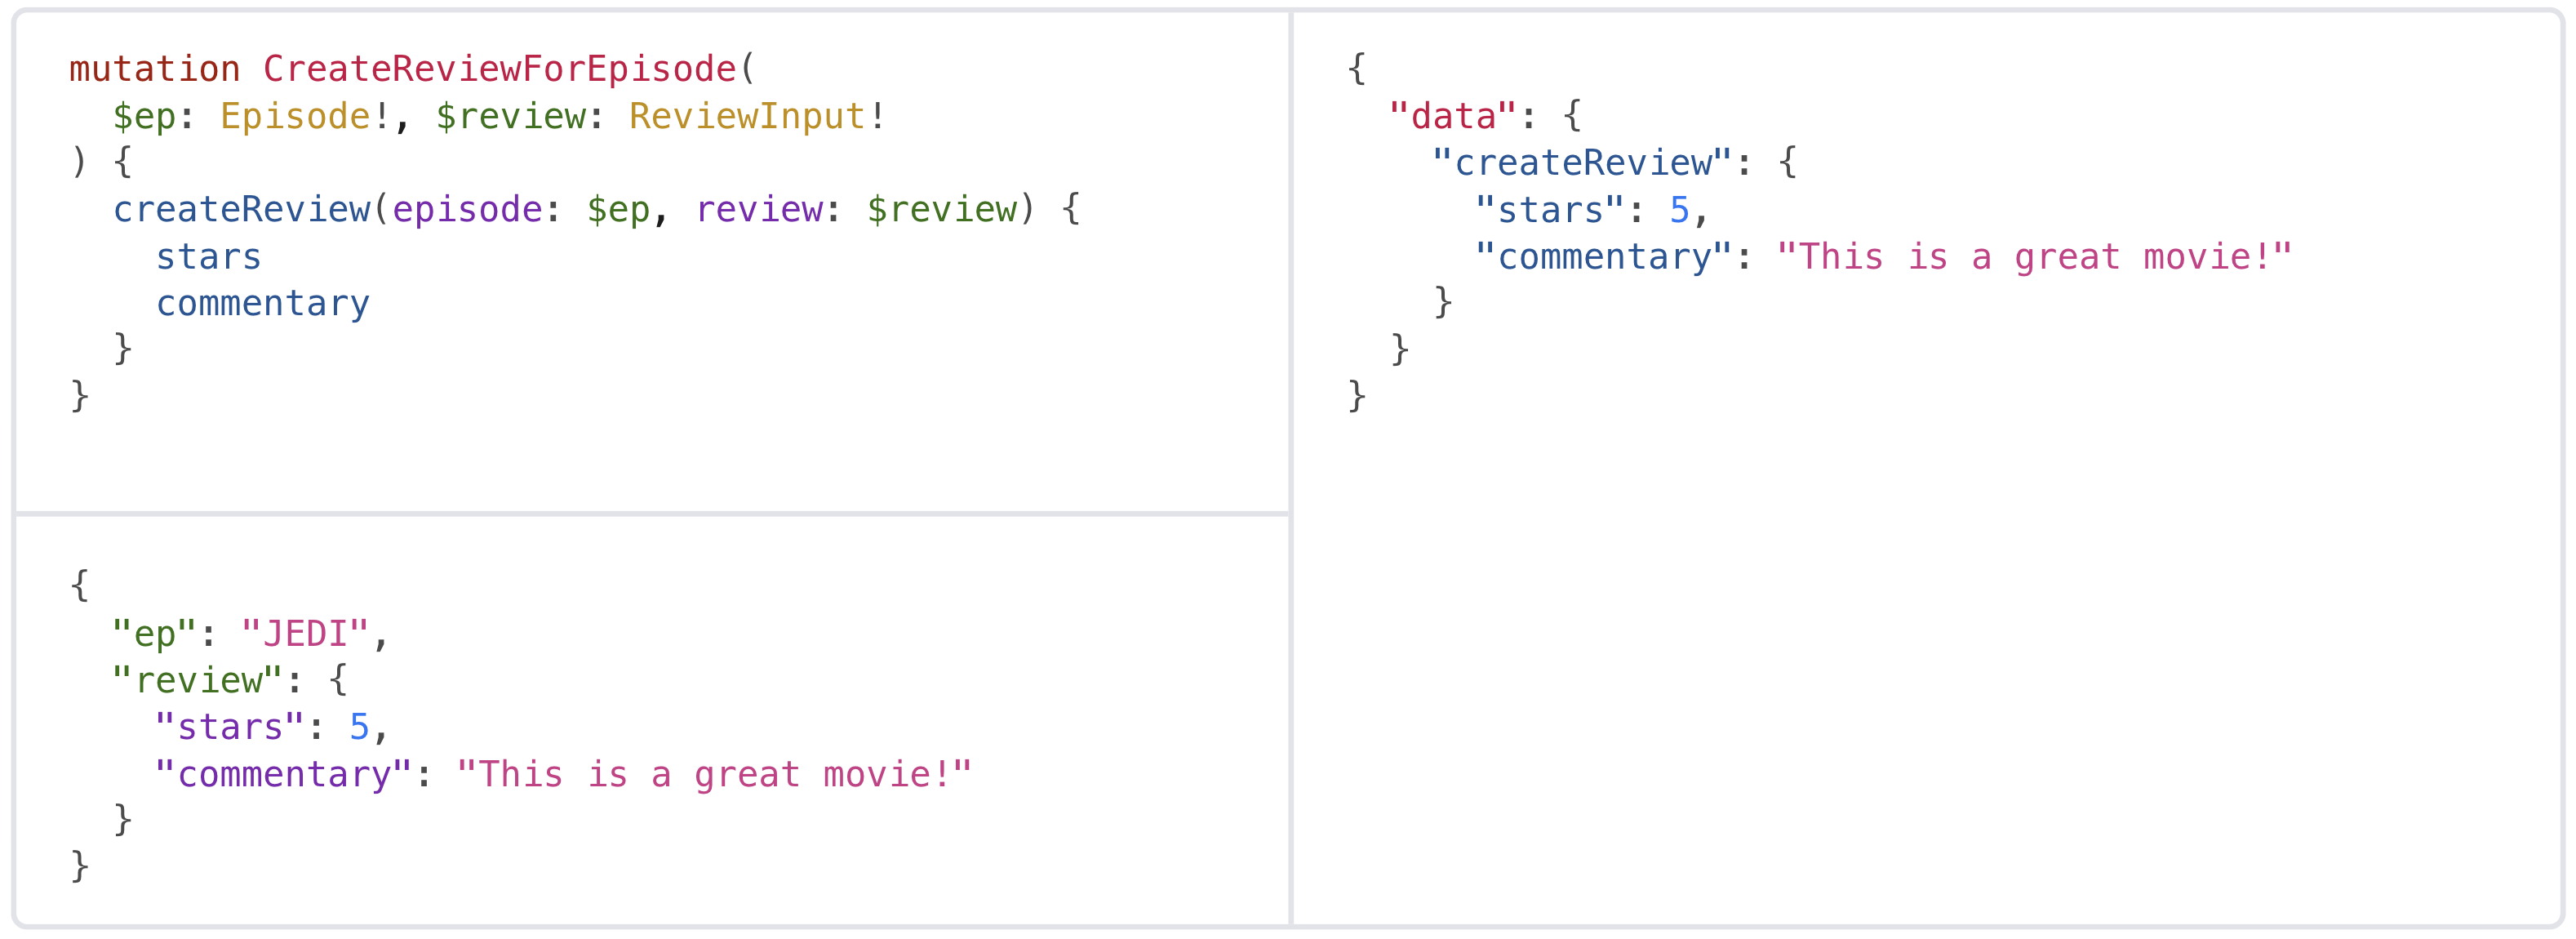 mutation CreateReviewForEpisode(
  $ep: Episode!, $review: ReviewInput!
) {
  createReview(episode: $ep, review: $review) {
    stars
    commentary
  }
}
{
  "ep": "JEDI",
  "review": {
    "stars": 5,
    "commentary": "This is a great movie!"
  }
}
{
  "data": {
    "createReview": {
      "stars": 5,
      "commentary": "This is a great movie!"
    }
  }
}